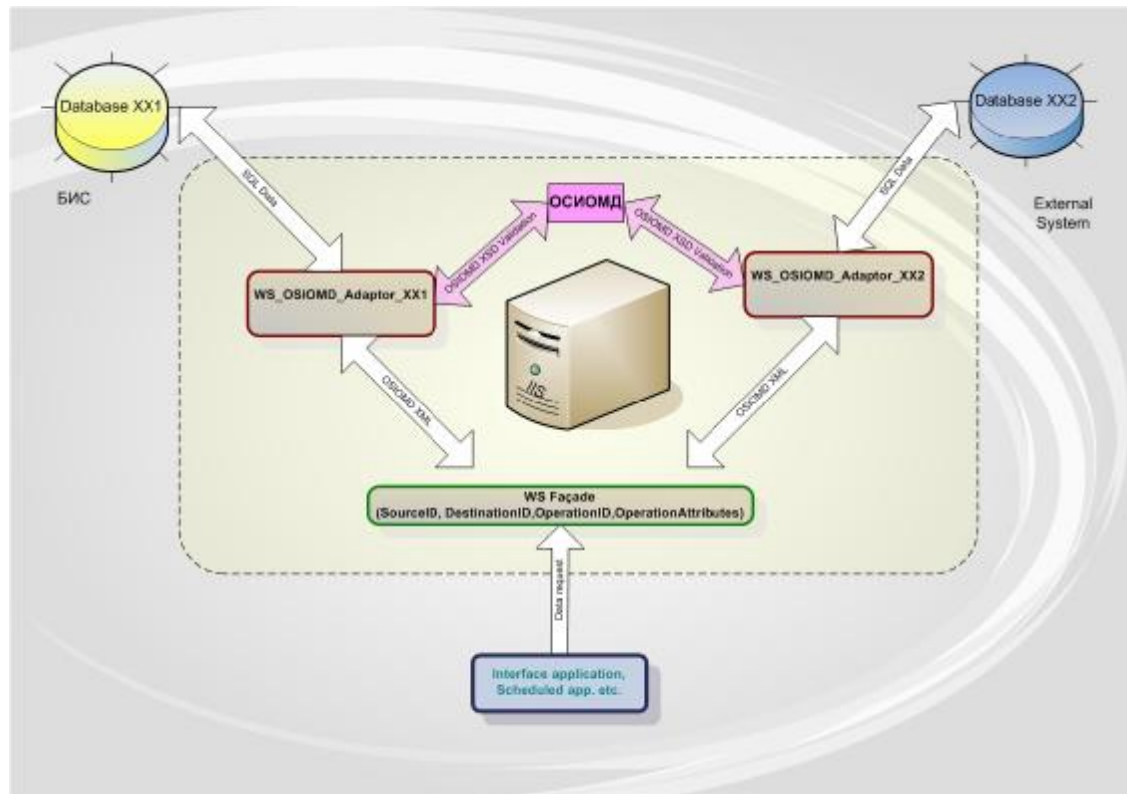 Database XX1
Database XX2
БИС
External
System
SQL Data
SQL Data
ОСИОМД
OSIOMD XSD Validation
OSIOMD XSD Validation
WS_OSIOMD_Adaptor_XX1
WS_OSIOMD_Adaptor_XX2
IIS
OSIOMD XML
OSIOMD XML
WS Façade
(SourceID, DestinationID,OperationID,OperationAttributes)
Data request
Interface application,
Scheduled app. etc.